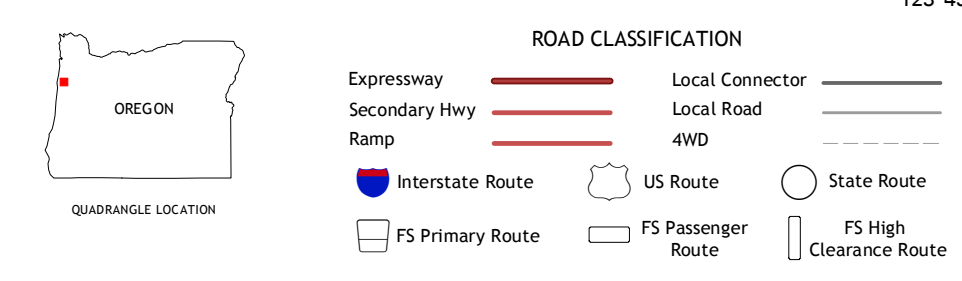 ROAD CLASSIFICATION
Expressway
Local Connector
Secondary Hwy
Local Road
Ramp
4WD
Interstate Route
US Route
State Route
FS Primary Route
FS Passenger
Route
FS High
Clearance Route
OREGON
QUADRANGLE LOCATION